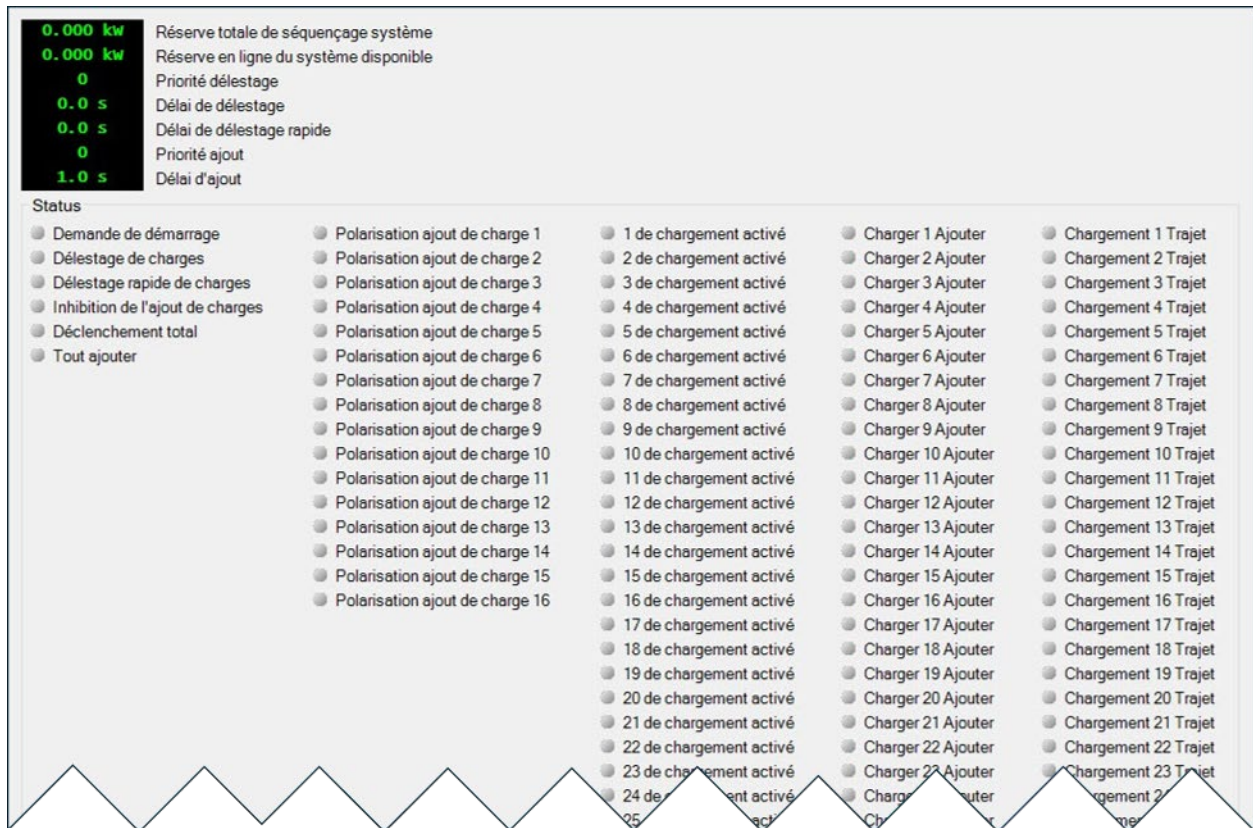 0.000 kW Réserve totale de séquençage système
0.000 kW Réserve en ligne du système disponible
0 Priorité délestage
0.0 s Délai de délestage
0.0 s Délai de délestage rapide
0 Priorité ajout
1.0 s Délai d'ajout
Status
Demande de démarrage
Délestage de charges
Délestage rapide de charges
Inhibition de l'ajout de charges
Déclenchement total
Tout ajouter
Polarisation ajout de charge 1
Polarisation ajout de charge 2
Polarisation ajout de charge 3
Polarisation ajout de charge 4
Polarisation ajout de charge 5
Polarisation ajout de charge 6
Polarisation ajout de charge 7
Polarisation ajout de charge 8
Polarisation ajout de charge 9
Polarisation ajout de charge 10
Polarisation ajout de charge 11
Polarisation ajout de charge 12
Polarisation ajout de charge 13
Polarisation ajout de charge 14
Polarisation ajout de charge 15
Polarisation ajout de charge 16
1 de chargement activé
2 de chargement activé
3 de chargement activé
4 de chargement activé
5 de chargement activé
6 de chargement activé
7 de chargement activé
8 de chargement activé
9 de chargement activé
10 de chargement activé
11 de chargement activé
12 de chargement activé
13 de chargement activé
14 de chargement activé
15 de chargement activé
16 de chargement activé
17 de chargement activé
18 de chargement activé
19 de chargement activé
20 de chargement activé
21 de chargement activé
22 de chargement activé
23 de chargement activé
24 de activé
25
Charger 1 Ajouter
Charger 2 Ajouter
Charger 3 Ajouter
Charger 4 Ajouter
Charger 5 Ajouter
Charger 6 Ajouter
Charger 7 Ajouter
Charger 8 Ajouter
Charger 9 Ajouter
Charger 10 Ajouter
Charger 11 Ajouter
Charger 12 Ajouter
Charger 13 Ajouter
Charger 14 Ajouter
Charger 15 Ajouter
Charger 16 Ajouter
Charger 17 Ajouter
Charger 18 Ajouter
Charger 19 Ajouter
Charger 20 Ajouter
Charger 21 Ajouter
Charger 22 Ajouter
Charger 23 Ajouter
Chargement 1 Trajet
Chargement 2 Trajet
Chargement 3 Trajet
Chargement 4 Trajet
Chargement 5 Trajet
Chargement 6 Trajet
Chargement 7 Trajet
Chargement 8 Trajet
Chargement 9 Trajet
Chargement 10 Trajet
Chargement 11 Trajet
Chargement 12 Trajet
Chargement 13 Trajet
Chargement 14 Trajet
Chargement 15 Trajet
Chargement 16 Trajet
Chargement 17 Trajet
Chargement 18 Trajet
Chargement 19 Trajet
Chargement 20 Trajet
Chargement 21 Trajet
Chargement 22 Trajet
Chargement 23 Trajet